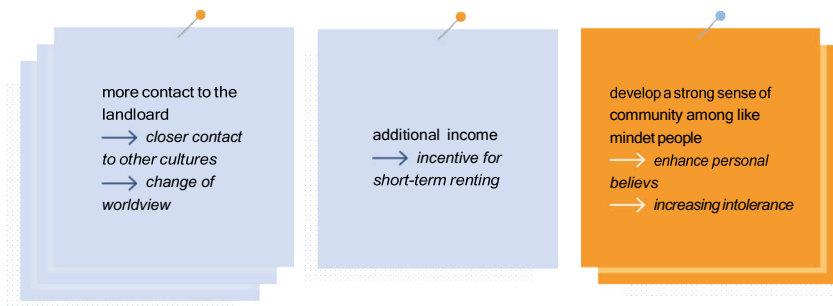 more contact to the
landloard
→ closer contact
to other cultures
→ change of
worldview
additional income
→ incentive for
short-term renting
develop a strong sense of
community among like
mindet people
→ enhance personal
believs
→ increasing intolerance